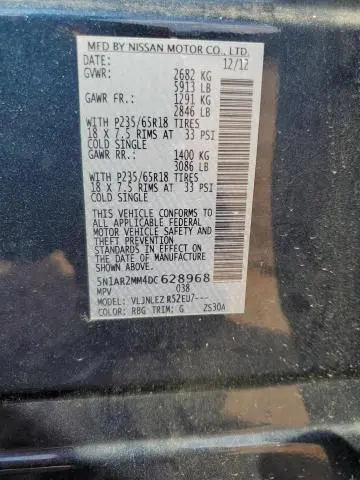 MFD BY NISSAN MOTOR CO., LTD.
DATE: 12/12
GVWR: 2682 KG
5913 LB
GAWR FR.: 1291 KG
2846 LB
WITH P235/65R18 TIRES
18 X 7.5 RIMS AT 33 PSI
COLD SINGLE
GAWR RR.: 1400 KG
3086 LB
WITH P235/65R18 TIRES
18 X 7.5 RIMS AT 33 PSI
COLD SINGLE
THIS VEHICLE CONFORMS TO
ALL APPLICABLE FEDERAL
MOTOR VEHICLE SAFETY
AND THEFT PREVENTION
STANDARDS IN EFFECT ON
THE DATE OF MANUFACTURE
SHOWN ABOVE.
5N1AR2MM4DC628968
MPV 038
MODEL: VLJNLEZ R52EU7---
COLOR: RBG TRIM: G ZS30A